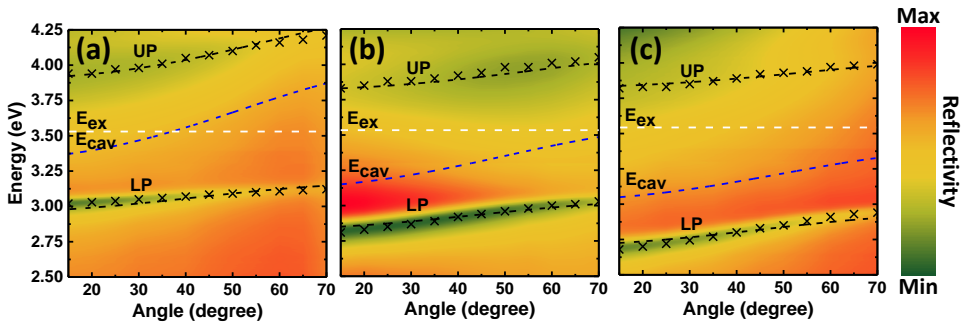 Max
(a)
(b)
(c)
4.25
4.00
3.75
3.50
3.25
3.00
2.75
2.50
Energy (eV)
UP
UP
UP
Eex
Eex
Eex
Ecav
Ecav
Ecav
LP
LP
LP
20 30 40 50 60 70
20 30 40 50 60 70
20 30 40 50 60 70
Angle (degree)
Angle (degree)
Angle (degree)
Reflectivity
Min